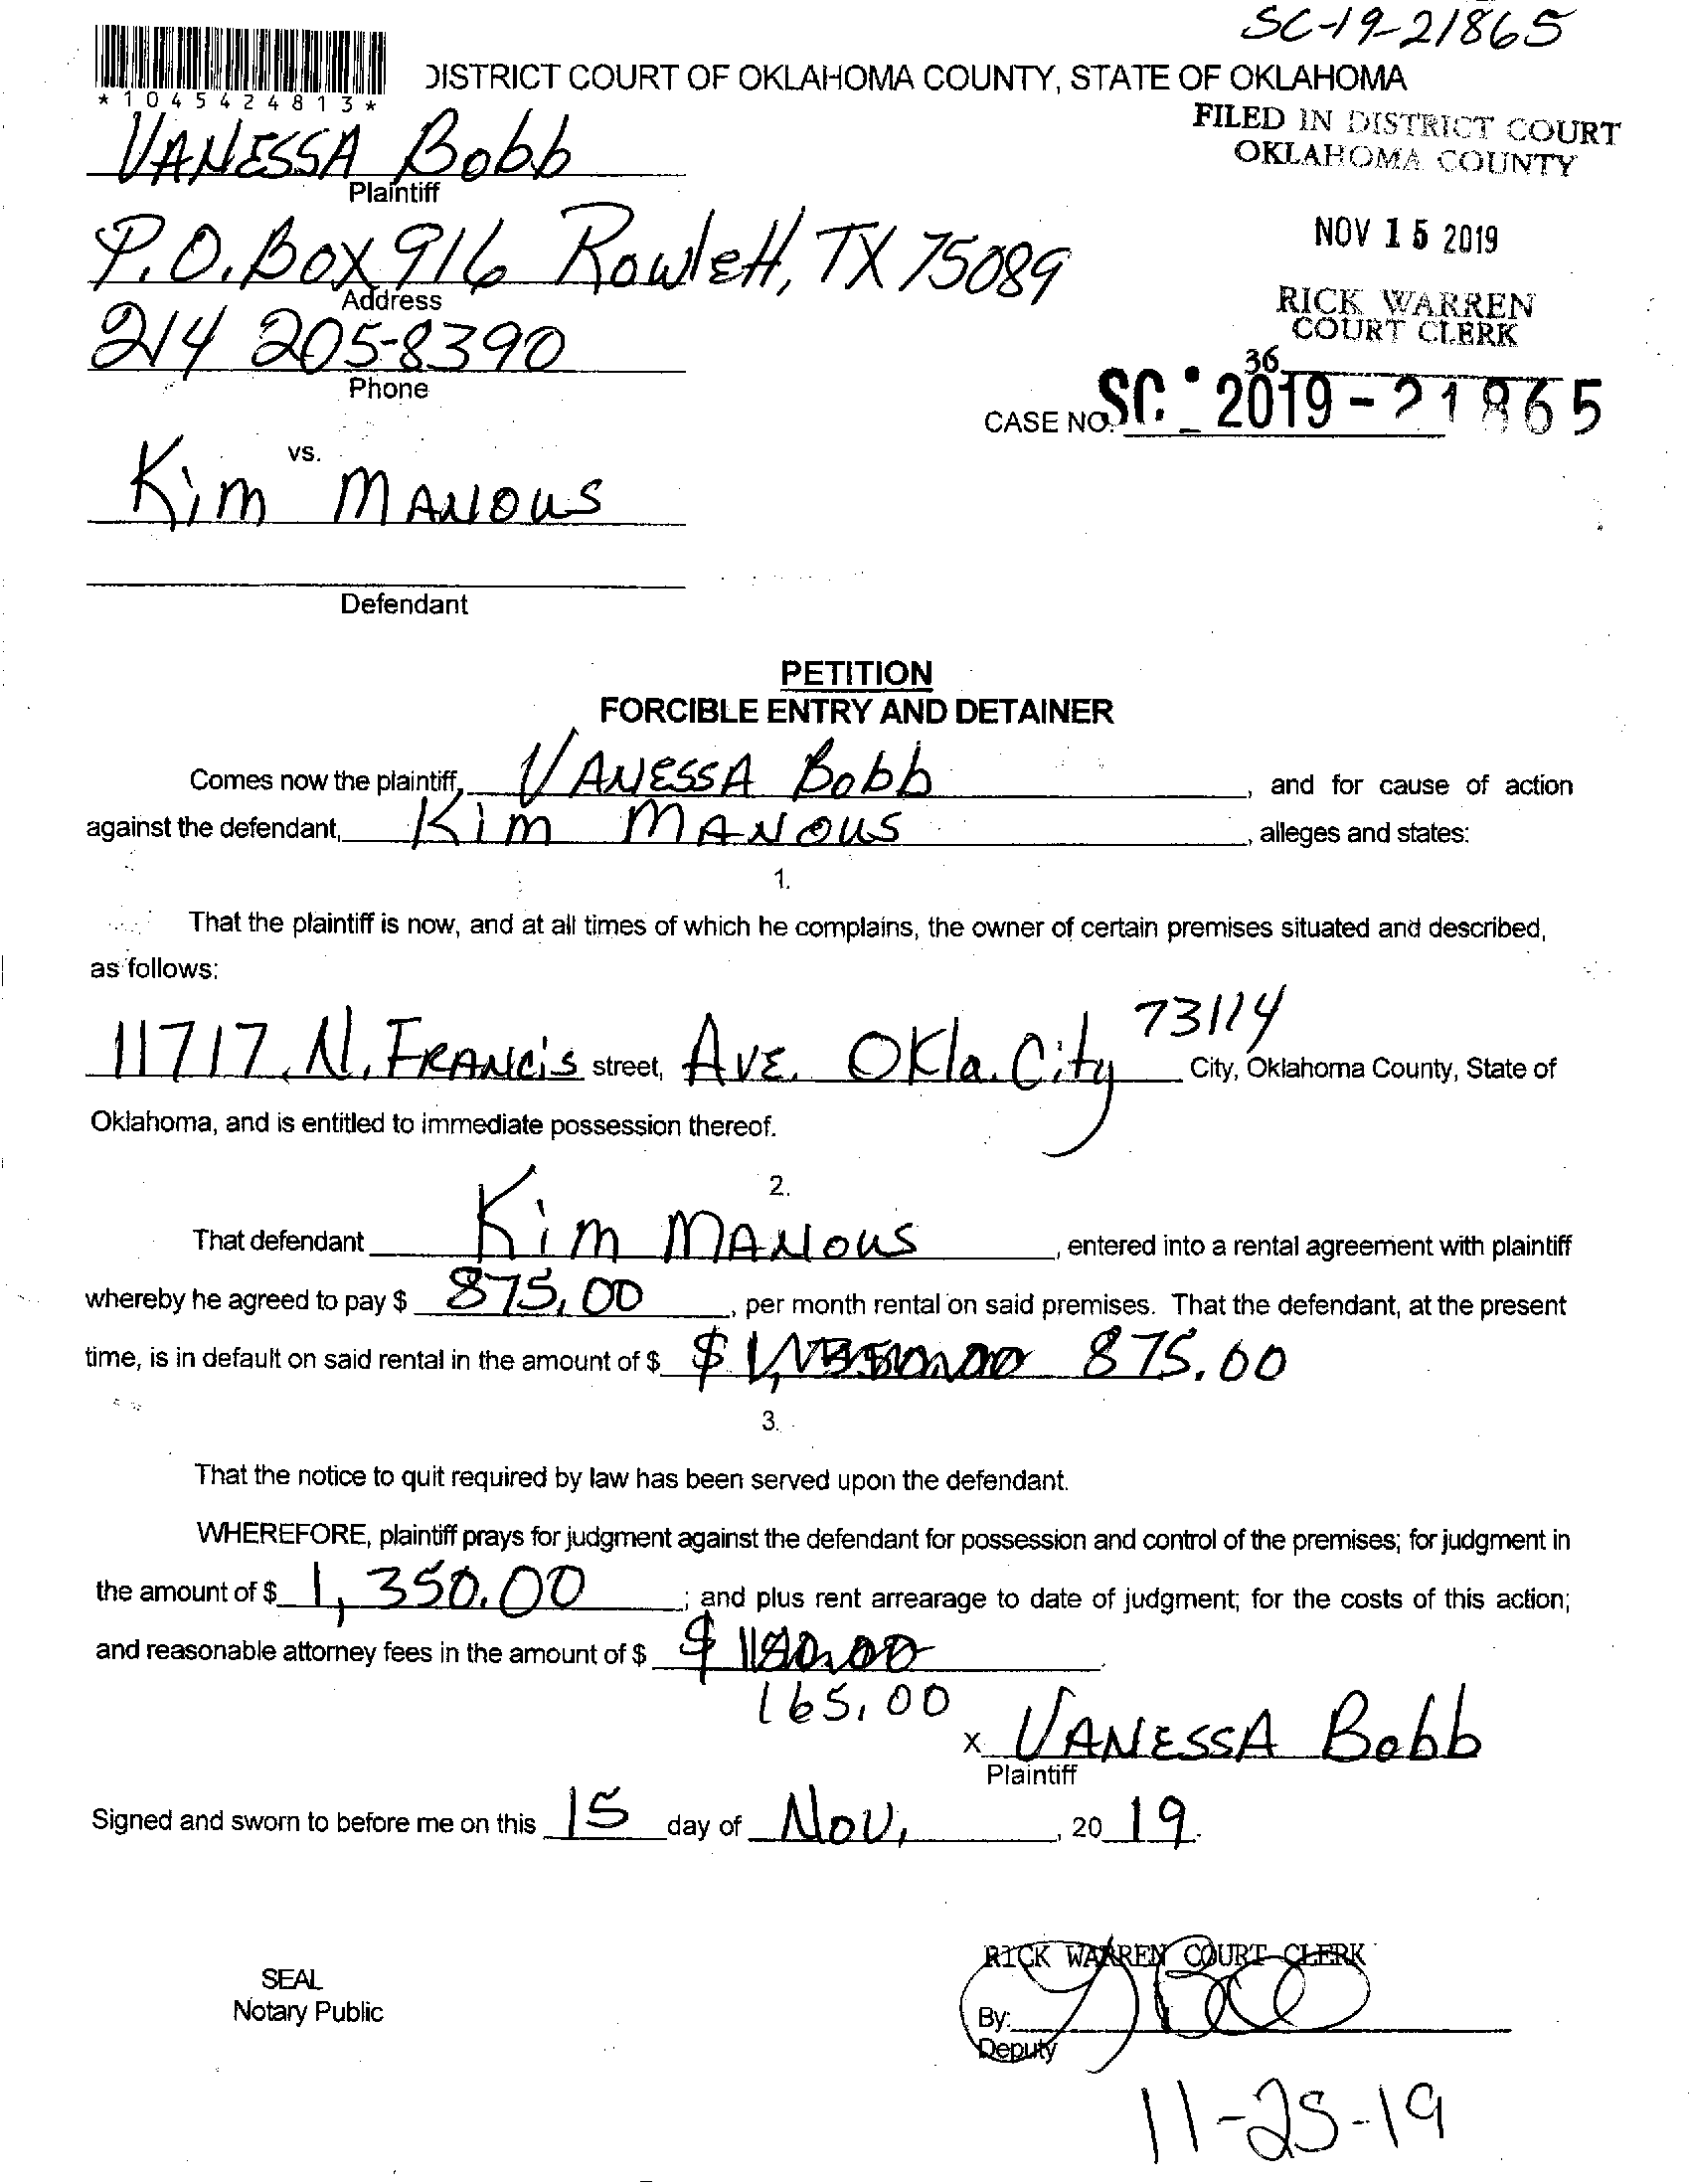 SC-19-21865
*1045424813*
DISTRICT COURT OF OKLAHOMA COUNTY, STATE OF OKLAHOMA
FILED IN DISTRICT COURT
OKLAHOMA COUNTY
VANESSA Bobb
Plaintiff
P.O. Box 916 Rowlett, TX 75089
Address
NOV 15 2019
RICK WARREN
COURT CLERK
214 205-8390
Phone
36
CASE NO. SC-2019-21865
vs.
Kim MANOUS
Defendant
PETITION
FORCIBLE ENTRY AND DETAINER
Comes now the plaintiff, VANESSA Bobb, and for cause of action
against the defendant, Kim MANOUS, alleges and states:
1.
That the plaintiff is now, and at all times of which he complains, the owner of certain premises situated and described,
as follows:
73114
11717 N. FRANCIS street, AVE. Okla. City City, Oklahoma County, State of
Oklahoma, and is entitled to immediate possession thereof.
2.
That defendant Kim MANOUS, entered into a rental agreement with plaintiff
whereby he agreed to pay $ 875.00, per month rental on said premises. That the defendant, at the present
time, is in default on said rental in the amount of $ $ 875.00
3.
That the notice to quit required by law has been served upon the defendant.
WHEREFORE, plaintiff prays for judgment against the defendant for possession and control of the premises; for judgment in
the amount of $ 1,350.00; and plus rent arrearage to date of judgment; for the costs of this action;
and reasonable attorney fees in the amount of $ $
165.00
x VANESSA Bobb
Plaintiff
Signed and sworn to before me on this 15 day of Nov, 20 19.
RICK WARREN COURT CLERK
SEAL
Notary Public
By:
Deputy
11-25-19